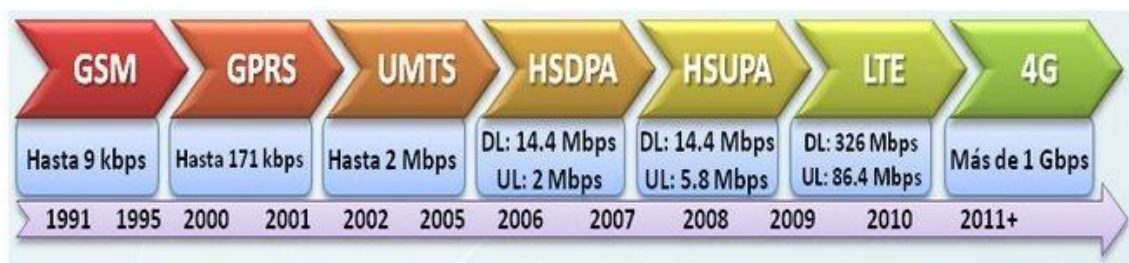 GSM
GPRS
UMTS
HSDPA
HSUPA
LTE
4G
Hasta 9 kbps
Hasta 171 kbps
Hasta 2 Mbps
DL: 14.4 Mbps
UL: 2 Mbps
DL: 14.4 Mbps
UL: 5.8 Mbps
DL: 326 Mbps
UL: 86.4 Mbps
Más de 1 Gbps
1991 1995 2000 2001 2002 2005 2006 2007 2008 2009 2010 2011+